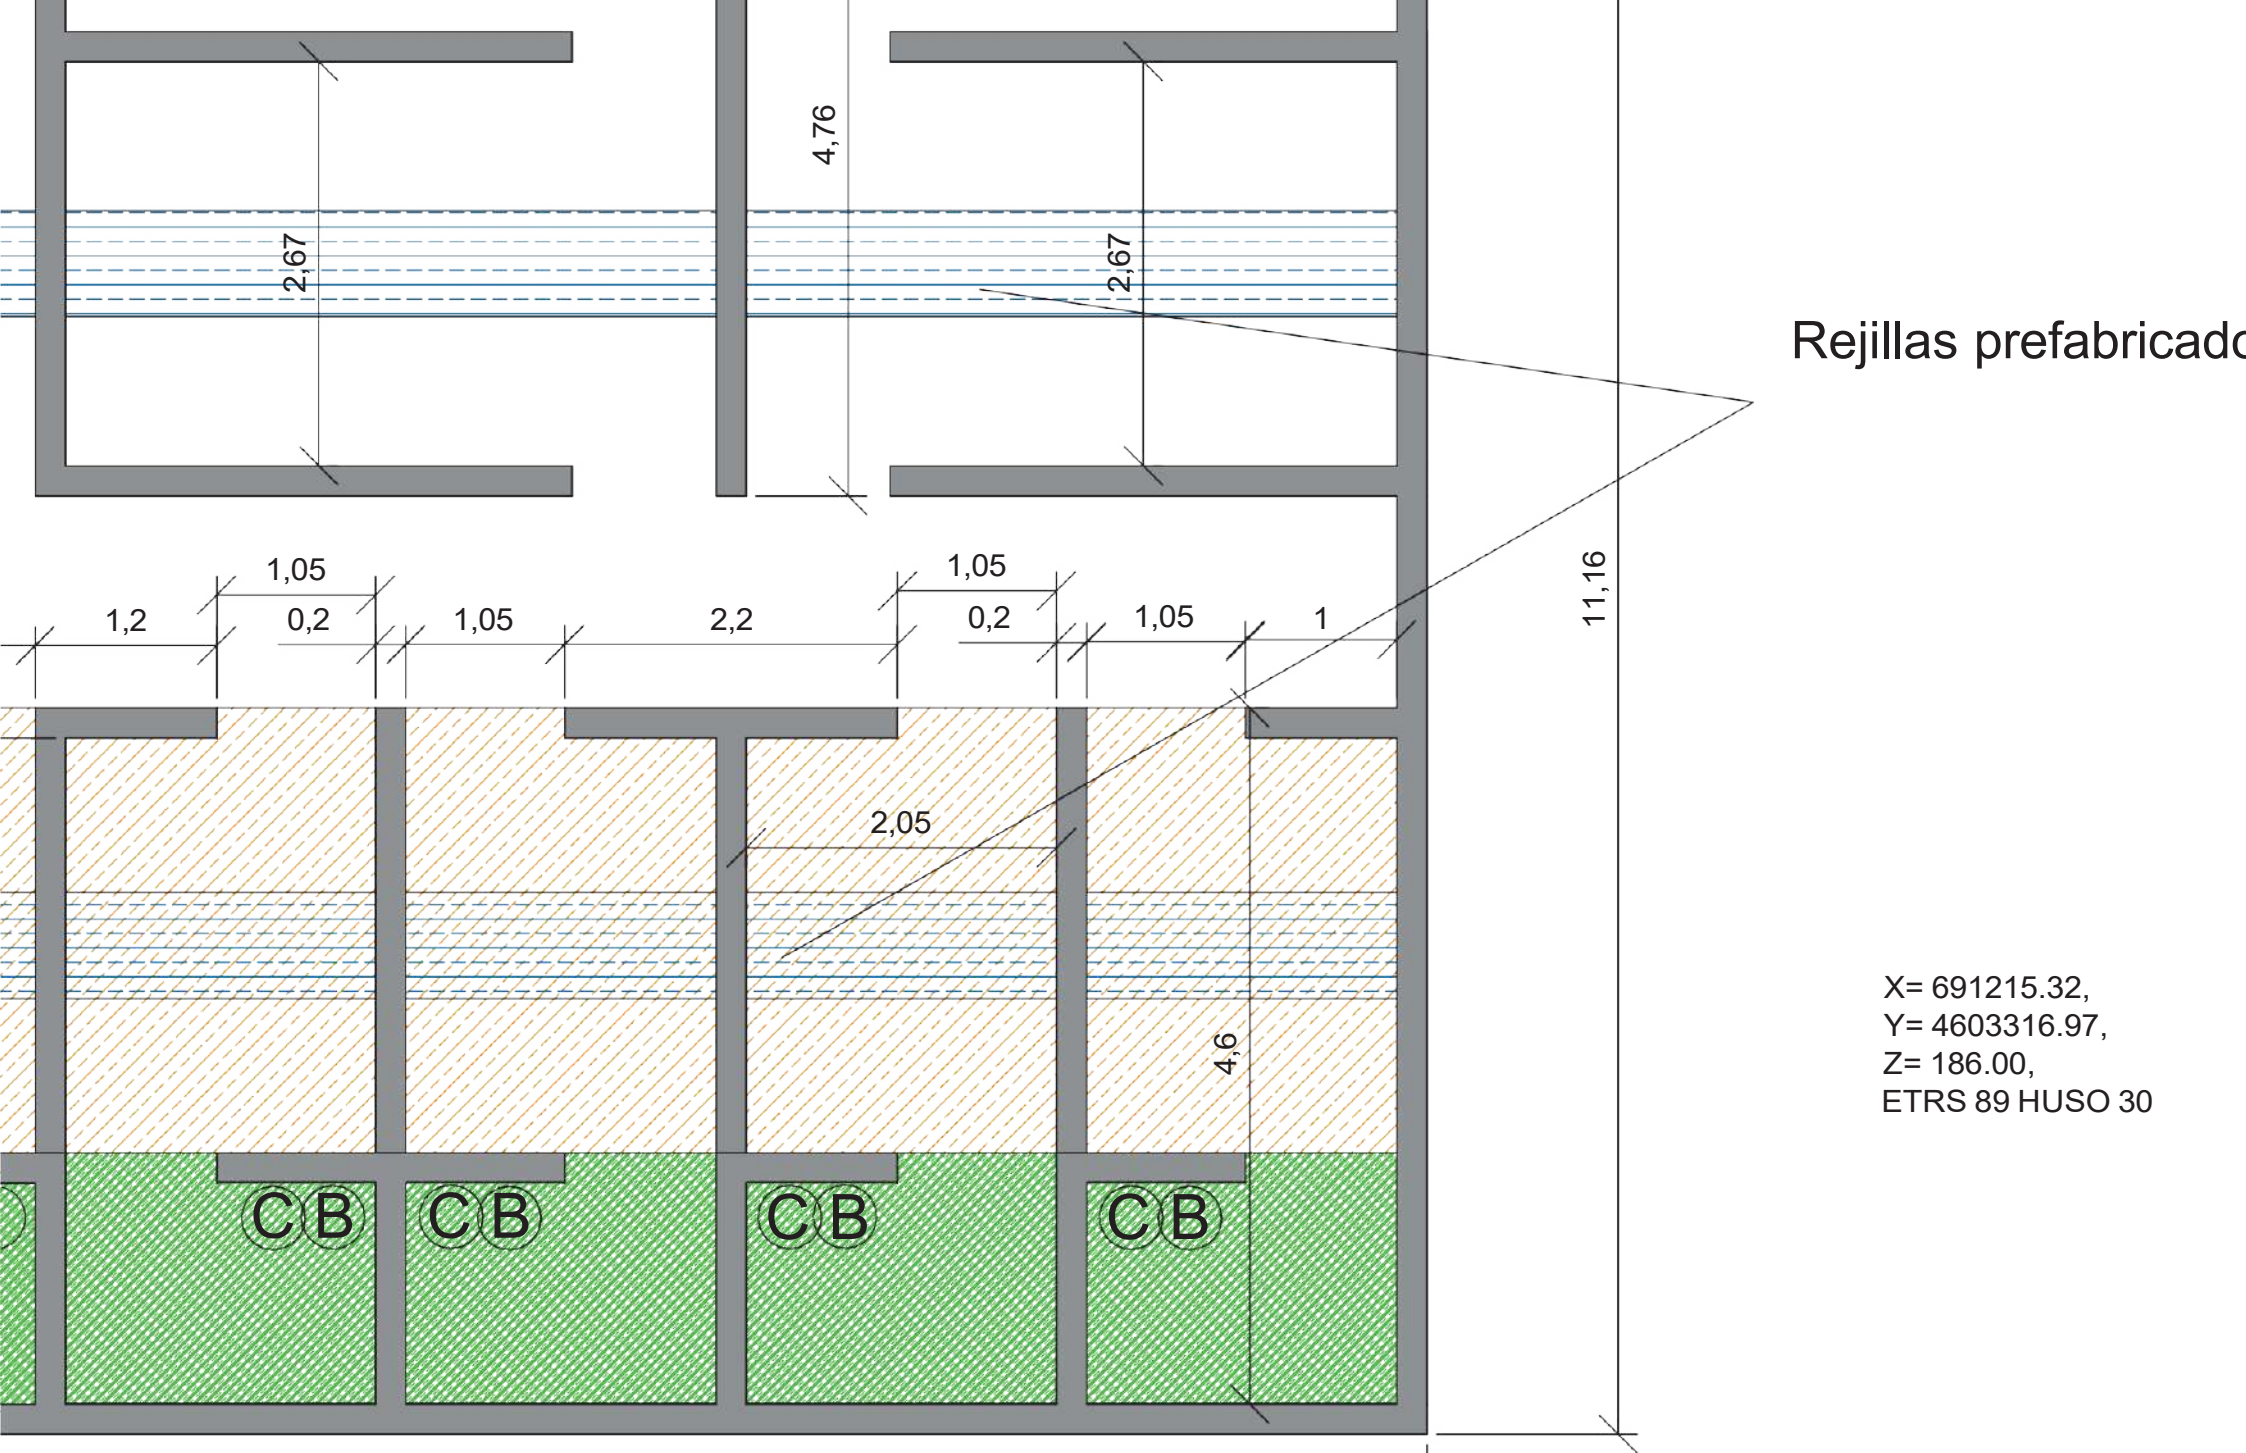 4,76
2,67
2,67
Rejillas prefabricado
11,16
1,05
1,05
1,2
0,2
1,05
2,2
0,2
1,05
1
2,05
4,6
X= 691215.32,
Y= 4603316.97,
Z= 186.00,
ETRS 89 HUSO 30
C B
C B
C B
C B